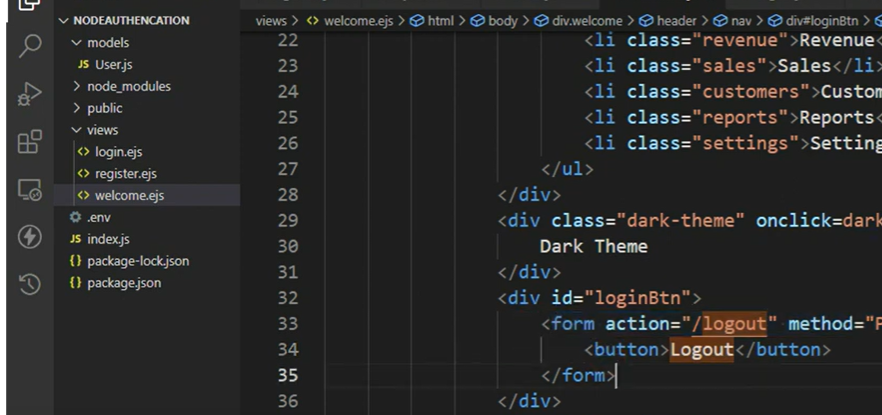 NODEAUTHENCATION
models
JS User.js
node_modules
public
views
<> login.ejs
<> register.ejs
<> welcome.ejs
.env
JS index.js
{} package-lock.json
{} package.json
views > <> welcome.ejs > html > body > div.welcome > header > nav > div#loginBtn >
22 <li class="revenue">Revenue<
23 <li class="sales">Sales</li>
24 <li class="customers">Custom
25 <li class="reports">Reports<
26 <li class="settings">Setting
27 </ul>
28 </div>
29 <div class="dark-theme" onclick=dark
30 Dark Theme
31 </div>
32 <div id="loginBtn">
33 <form action="/logout" method="P
34 <button>Logout</button>
35 </form>
36 </div>